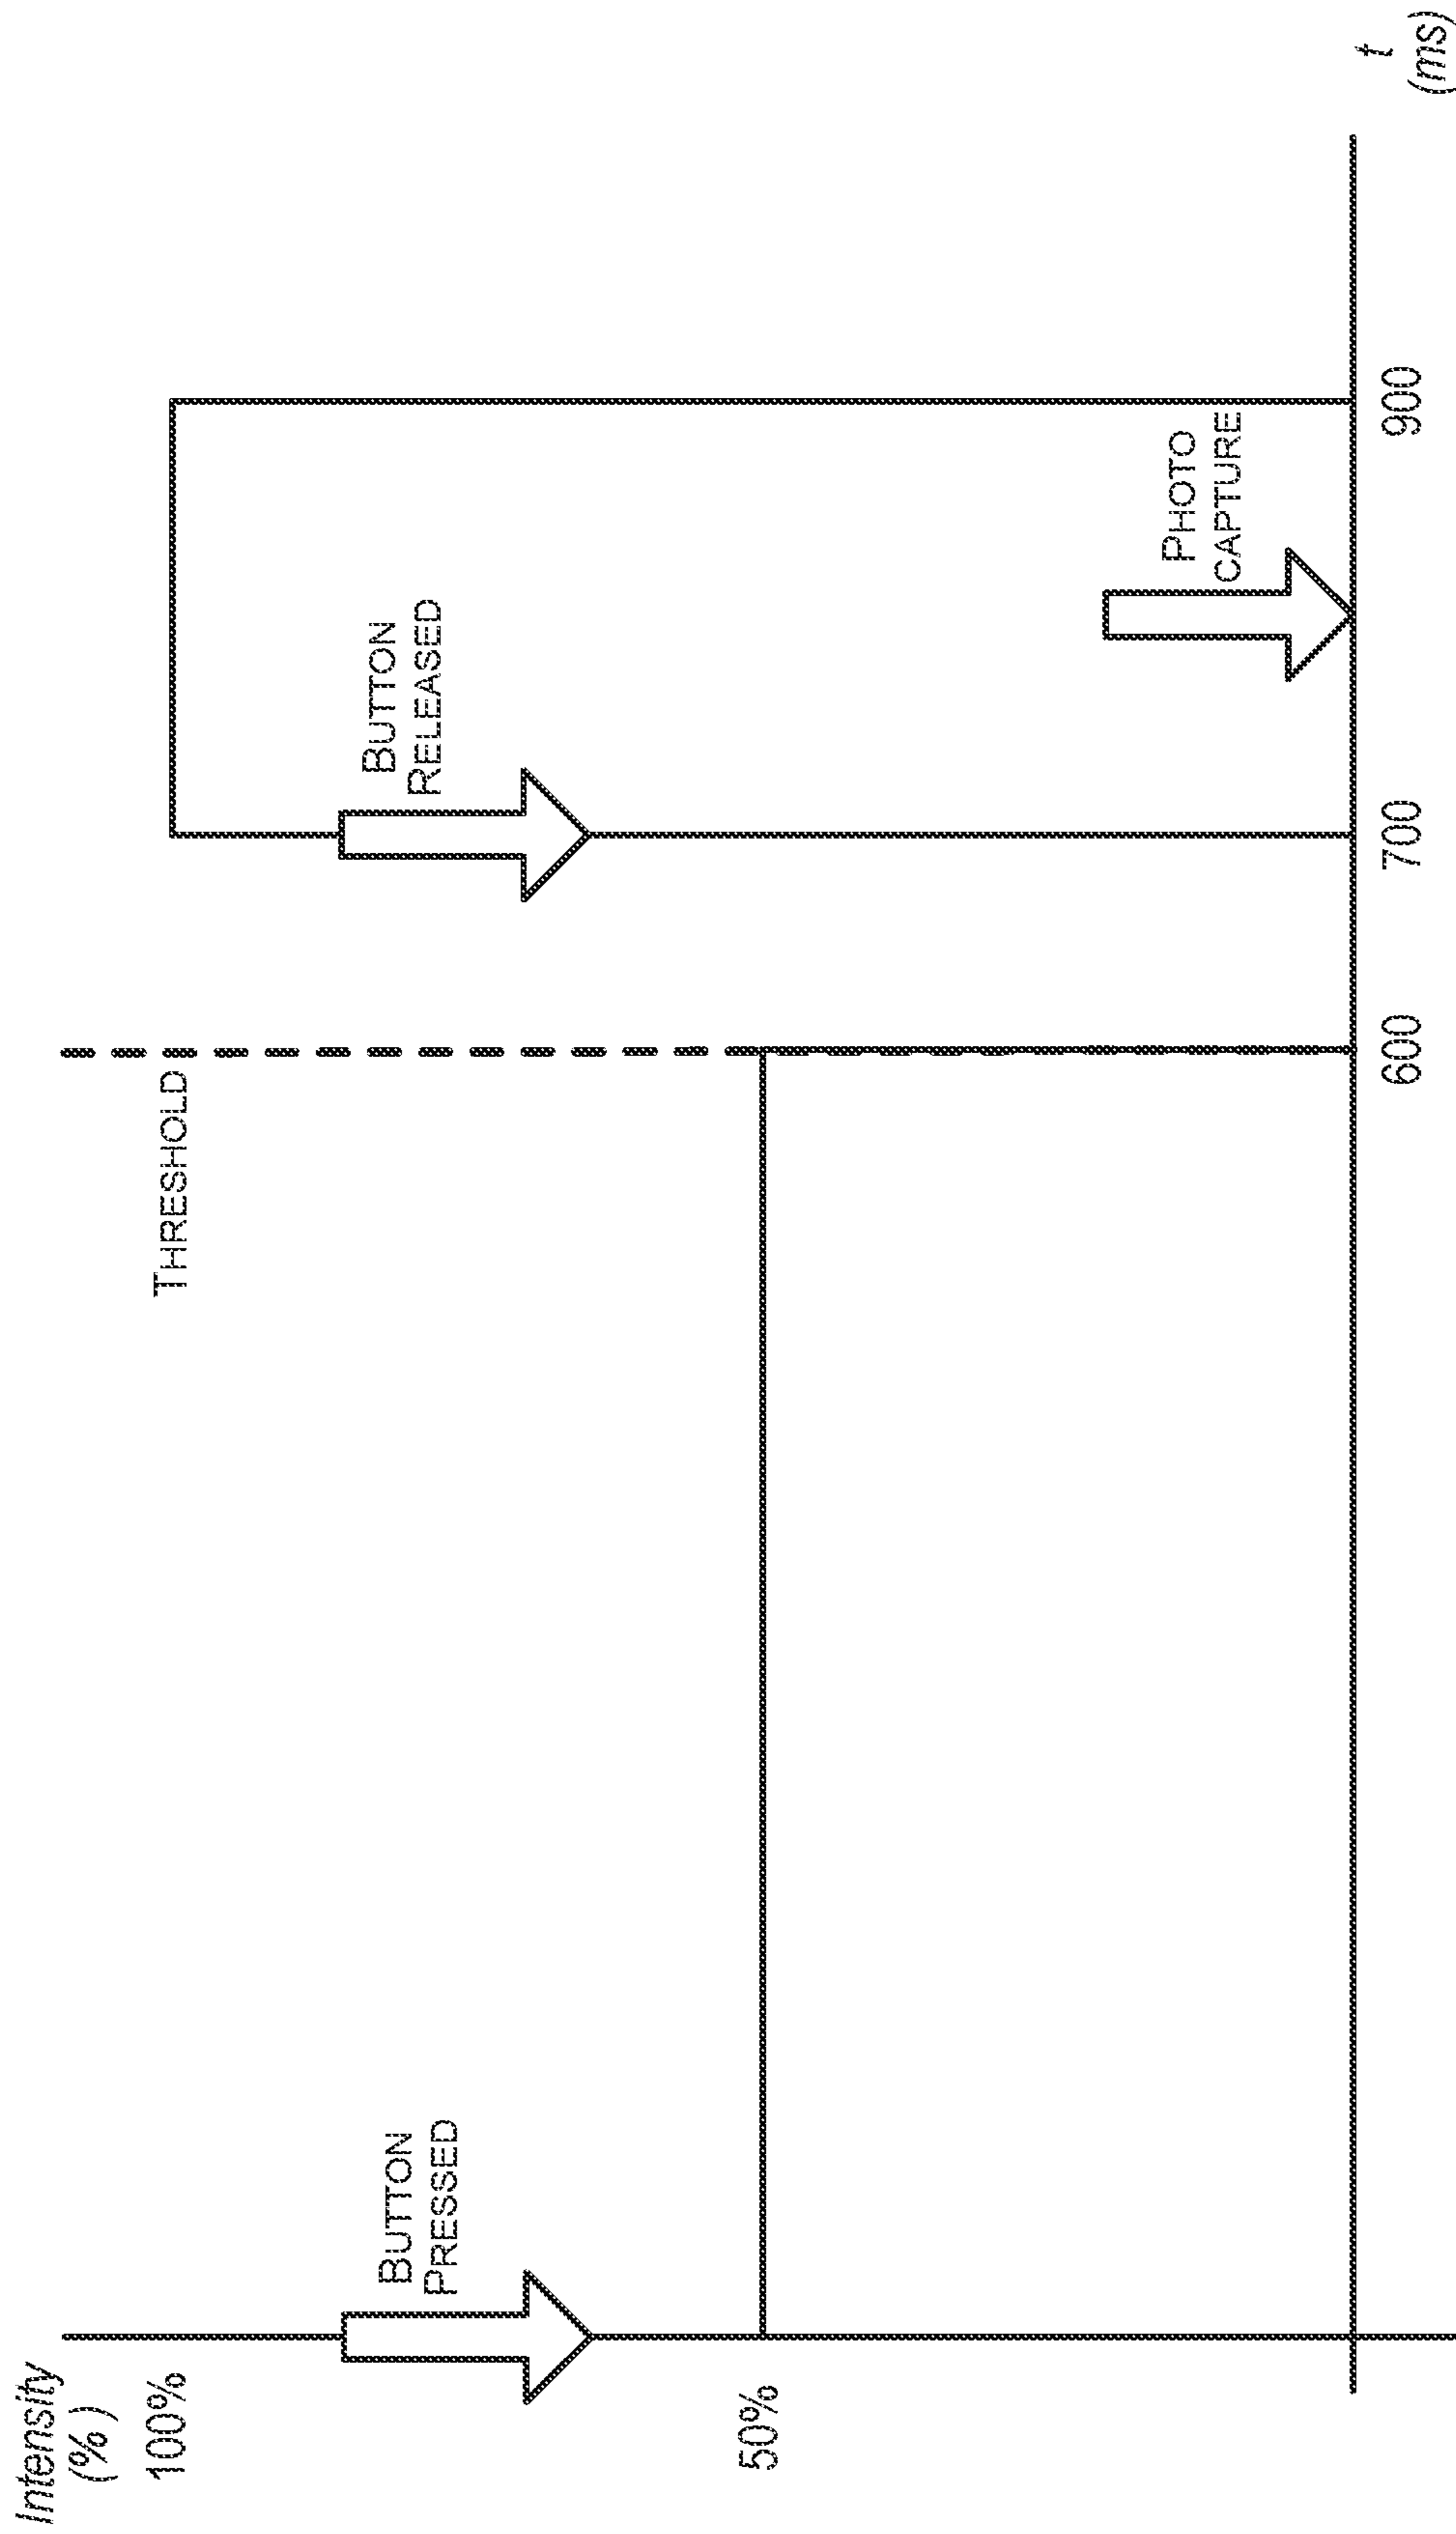 Intensity
(%)
100%
50%
BUTTON
PRESSED
THRESHOLD
BUTTON
RELEASED
PHOTO
CAPTURE
600
700
900
t
(ms)